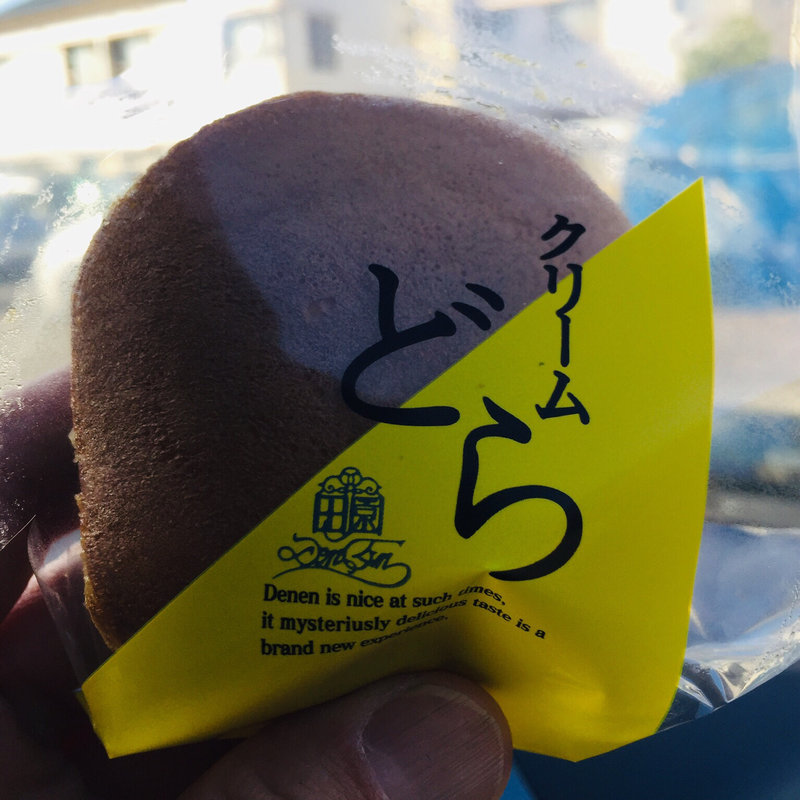 クリーム
どら
田園
Denen
Denen is nice at such times,
it mysteriusly delicious taste is a
brand new experience.